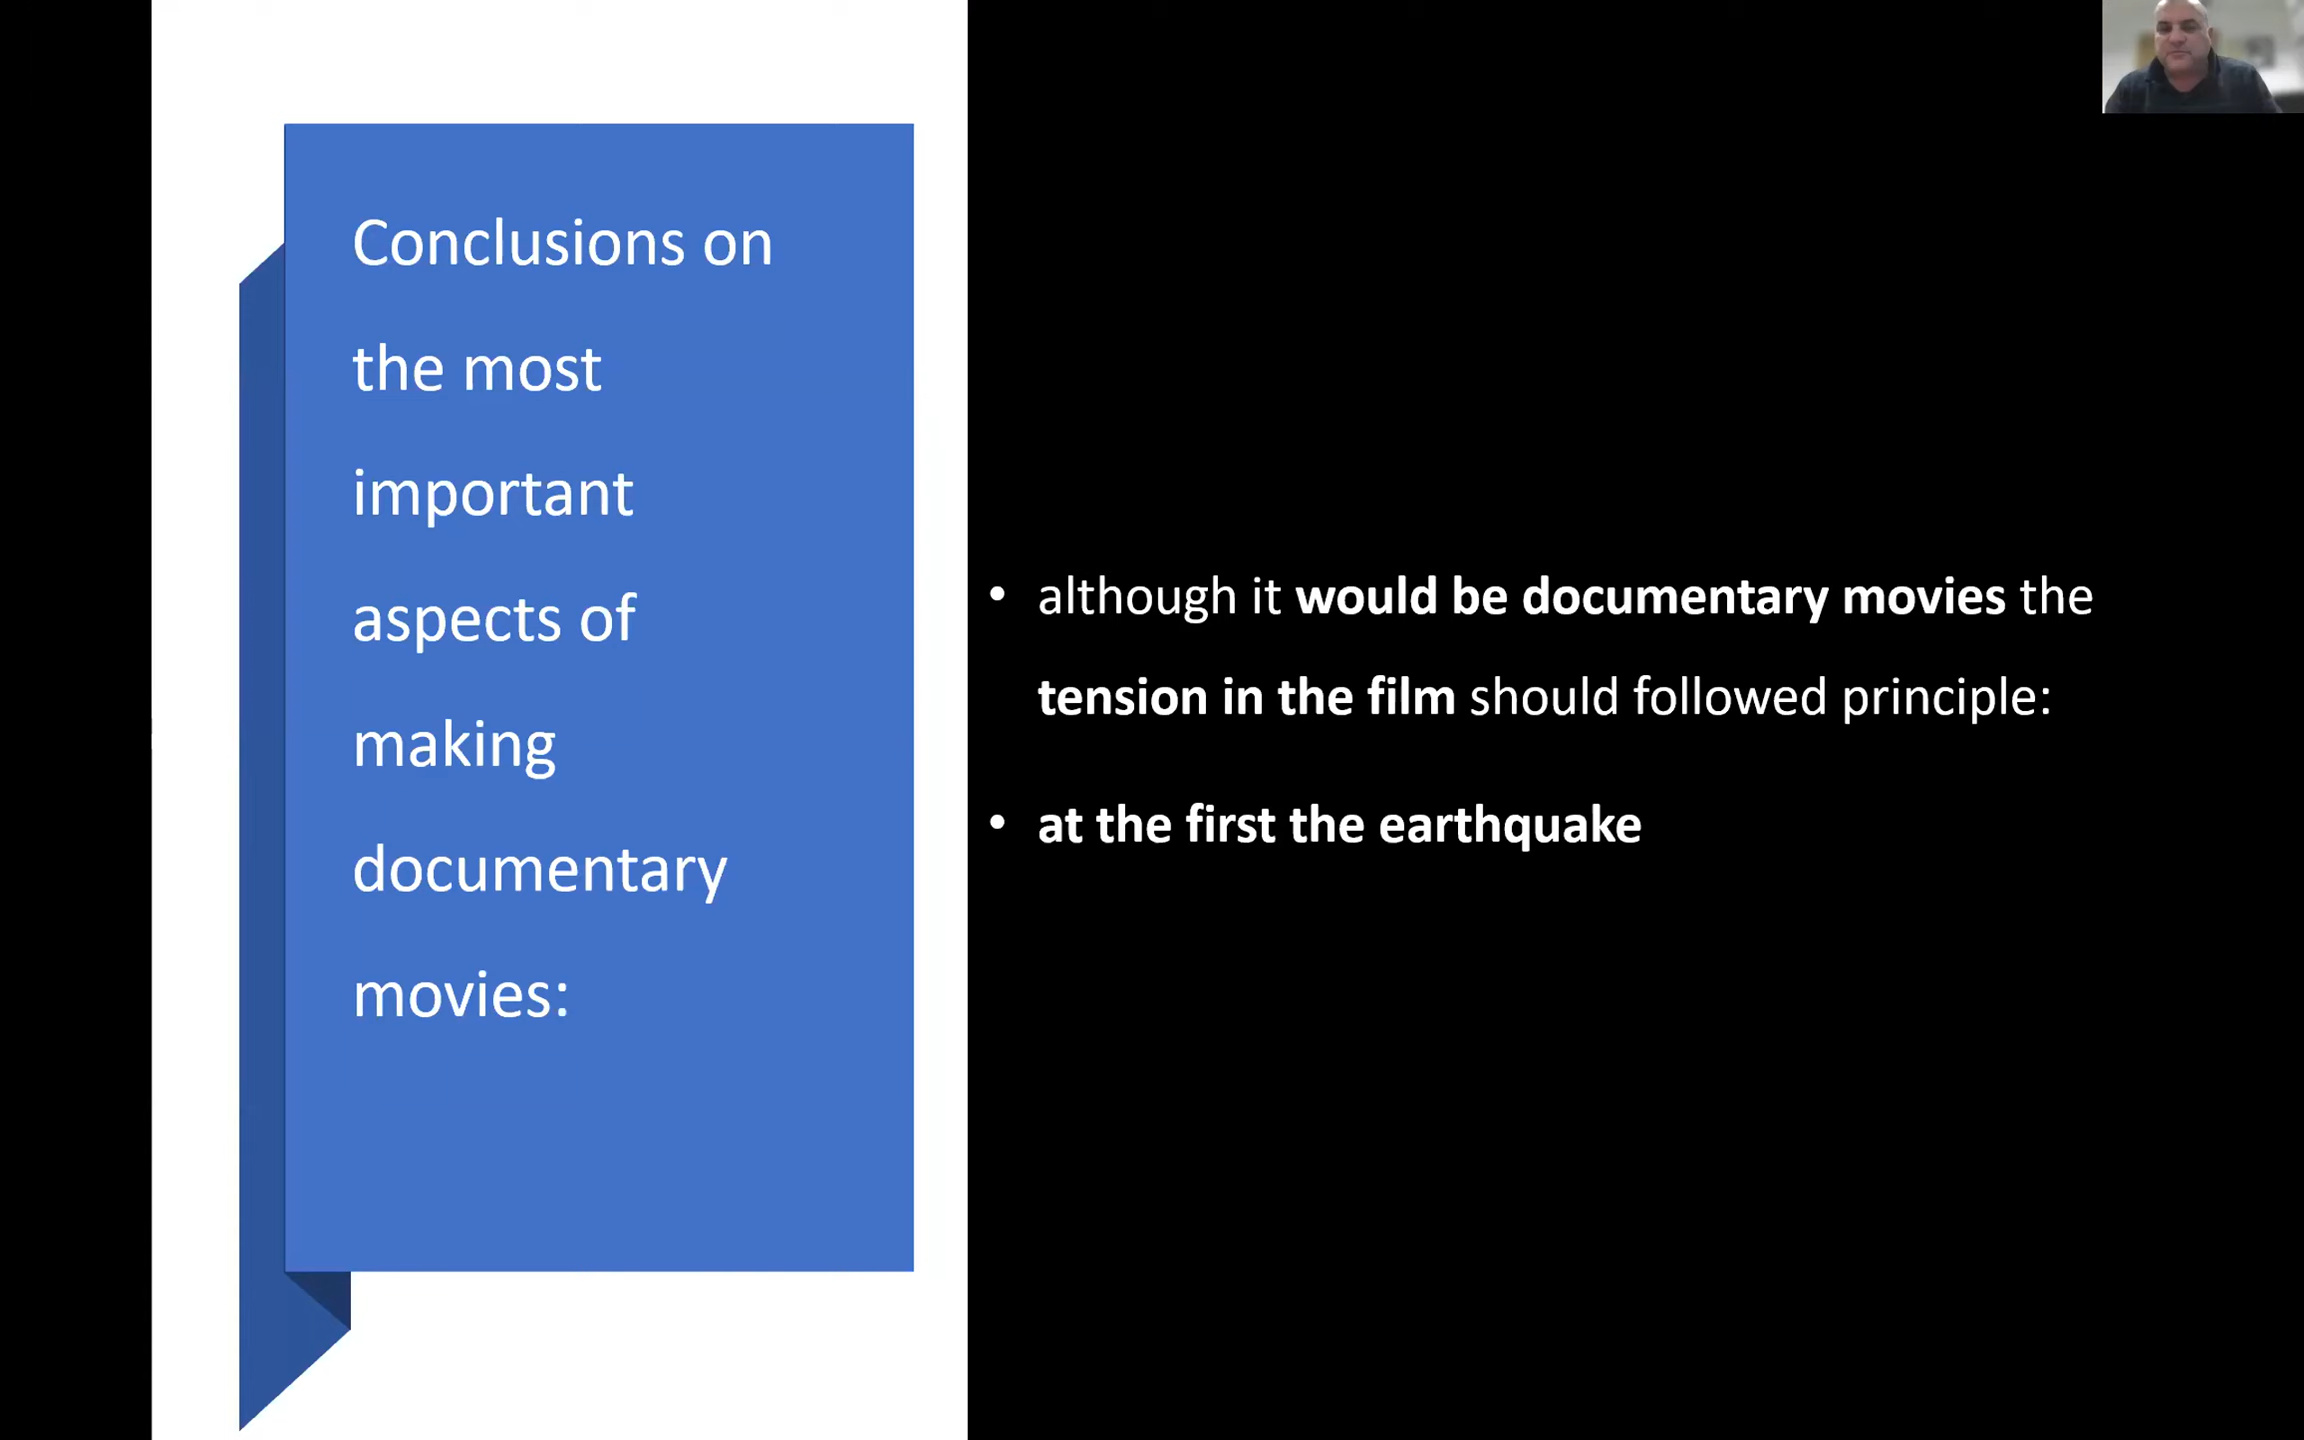 Conclusions on
the most
important
aspects of
making
documentary
movies:
• although it would be documentary movies the
tension in the film should followed principle:
• at the first the earthquake